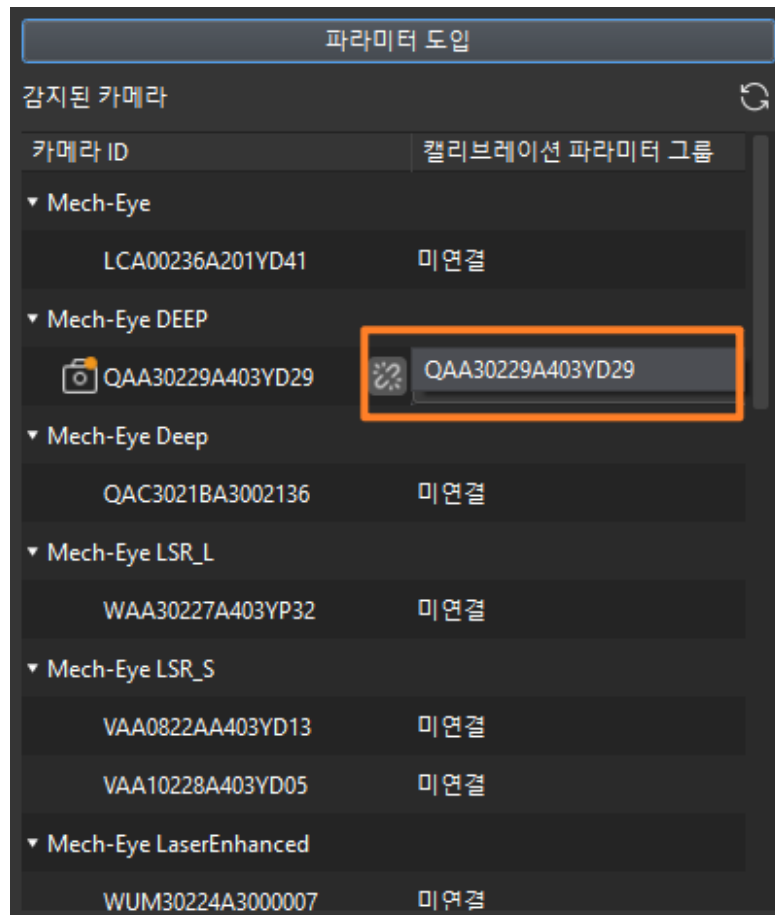 파라미터 도입
감지된 카메라
카메라 ID 캘리브레이션 파라미터 그룹
Mech-Eye
LCA00236A201YD41 미연결
Mech-Eye DEEP
QAA30229A403YD29 QAA30229A403YD29
Mech-Eye Deep
QAC3021BA3002136 미연결
Mech-Eye LSR_L
WAA30227A403YP32 미연결
Mech-Eye LSR_S
VAA0822AA403YD13 미연결
VAA10228A403YD05 미연결
Mech-Eye LaserEnhanced
WUM30224A3000007 미연결